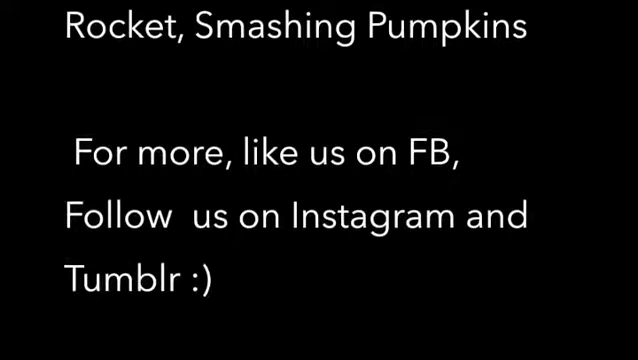 Rocket, Smashing Pumpkins
For more, like us on FB,
Follow us on Instagram and
Tumblr :)